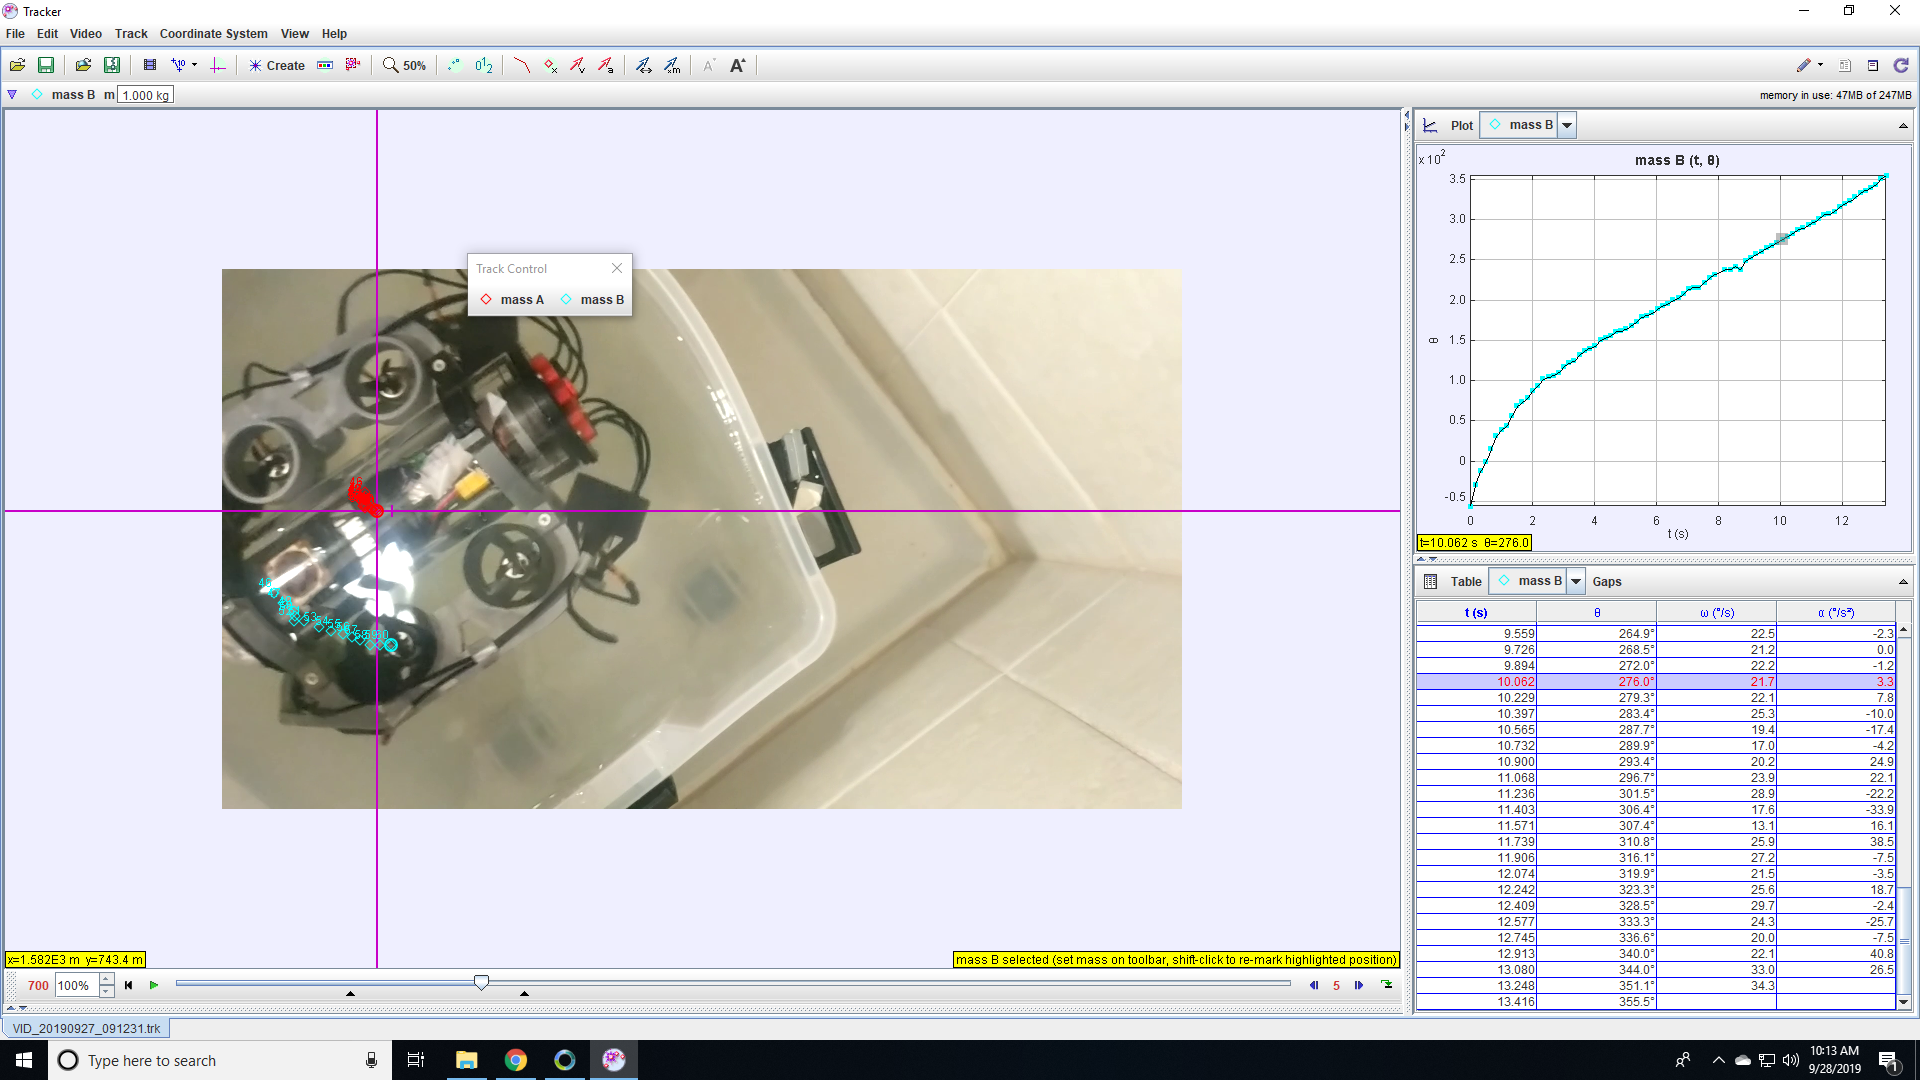 Tracker
File Edit Video Track Coordinate System View Help
Create 50%
mass B m 1.000 kg
memory in use: 47MB of 247MB
Track Control
mass A mass B
Plot mass B
x 10² mass B (t, θ)
3.5
3.0
2.5
2.0
1.5
1.0
0.5
0
-0.5
θ
0 2 4 6 8 10 12
t (s)
t=10.062 s θ=276.0
Table mass B Gaps
t (s) θ ω (°/s) α (°/s²)
9.559 264.9° 22.5 -2.3
9.726 268.5° 21.2 0.0
9.894 272.0° 22.2 -1.2
10.062 276.0° 21.7 3.3
10.229 279.3° 22.1 7.8
10.397 283.4° 25.3 -10.0
10.565 287.7° 19.4 -17.4
10.732 289.9° 17.0 -4.2
10.900 293.4° 20.2 24.9
11.068 296.7° 23.9 22.1
11.236 301.5° 28.9 -22.2
11.403 306.4° 17.6 -33.9
11.571 307.4° 13.1 16.1
11.739 310.8° 25.9 38.5
11.906 316.1° 27.2 -7.5
12.074 319.9° 21.5 -3.5
12.242 323.3° 25.6 18.7
12.409 328.5° 29.7 -2.4
12.577 333.3° 24.3 -25.7
12.745 336.6° 20.0 -7.5
12.913 340.0° 22.1 40.8
13.080 344.0° 33.0 26.5
13.248 351.1° 34.3
13.416 355.5°
x=1.582E3 m y=743.4 m
mass B selected (set mass on toolbar, shift-click to re-mark highlighted position)
700 100% 5
VID_20190927_091231.trk
Type here to search
10:13 AM
9/28/2019
1